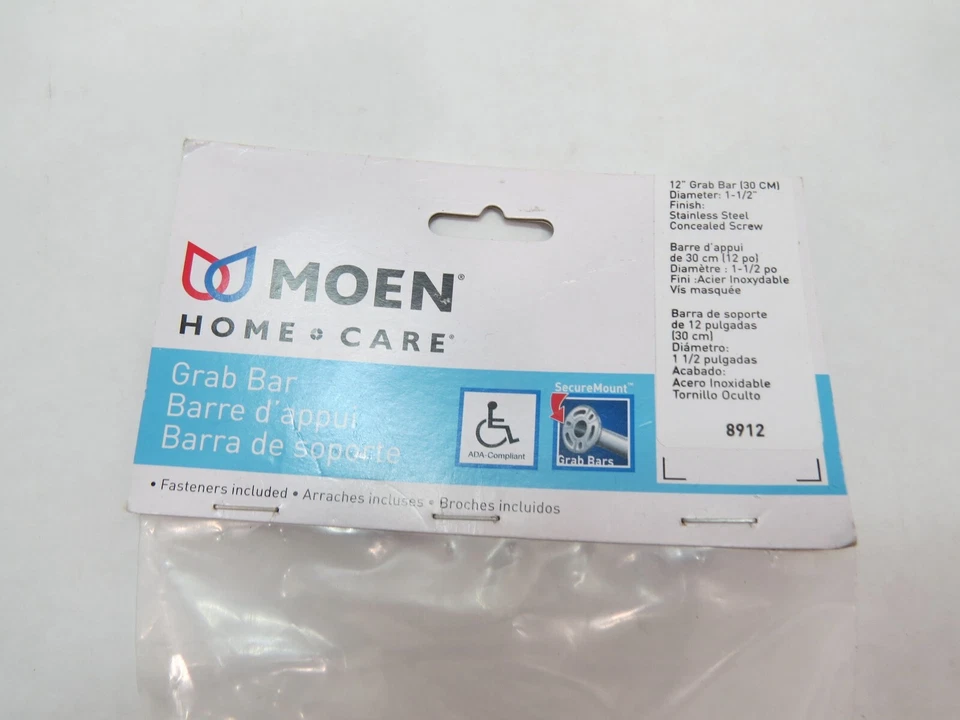 MOEN®
HOME CARE®
Grab Bar
Barre d'appui
Barra de soporte
ADA-Compliant
SecureMount™
Grab Bars
• Fasteners included • Arraches incluses • Broches incluidos
12" Grab Bar (30 CM)
Diameter: 1-1/2"
Finish:
Stainless Steel
Concealed Screw
Barre d'appui
de 30 cm (12 po)
Diamètre : 1-1/2 po
Fini :Acier Inoxydable
Vis masquée
Barra de soporte
de 12 pulgadas
(30 cm)
Diámetro:
1 1/2 pulgadas
Acabado:
Acero Inoxidable
Tornillo Oculto
8912